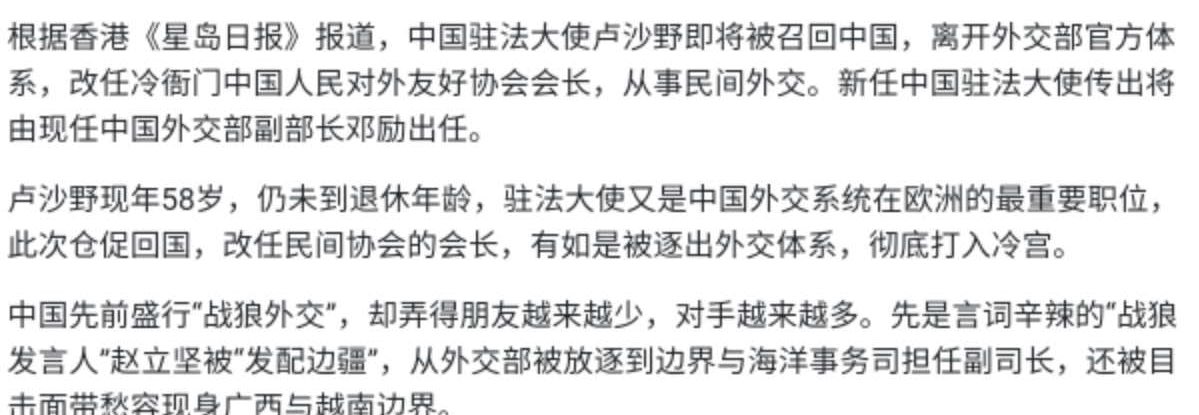 根据香港《星岛日报》报道，中国驻法大使卢沙野即将被召回中国，离开外交部官方体
系，改任冷衙门中国人民对外友好协会会长，从事民间外交。新任中国驻法大使传出将
由现任中国外交部副部长邓励出任。
卢沙野现年58岁，仍未到退休年龄，驻法大使又是中国外交系统在欧洲的最重要职位，
此次仓促回国，改任民间协会的会长，有如是被逐出外交体系，彻底打入冷宫。
中国先前盛行“战狼外交”，却弄得朋友越来越少，对手越来越多。先是言词辛辣的“战狼
发言人”赵立坚被“发配边疆”，从外交部被放逐到边界与海洋事务司担任副司长，还被目
击面带愁容现身广西与越南边界。